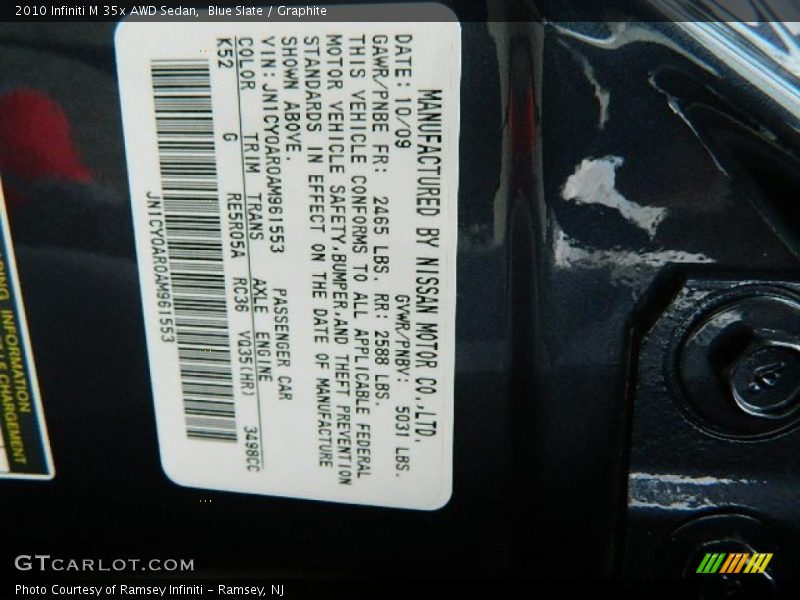 2010 Infiniti M 35x AWD Sedan,  Blue Slate / Graphite
MANUFACTURED BY NISSAN MOTOR CO.,LTD.
DATE: 10/09 GVWR/PNBV: 5031 LBS.
GAWR/PNBE FR: 2465 LBS. RR: 2588 LBS.
THIS VEHICLE CONFORMS TO ALL APPLICABLE FEDERAL
MOTOR VEHICLE SAFETY,BUMPER,AND THEFT PREVENTION
STANDARDS IN EFFECT ON THE DATE OF MANUFACTURE
SHOWN ABOVE.
VIN: JN1CY0AR0AM961553 PASSENGER CAR
COLOR TRIM TRANS AXLE ENGINE
K52 G RE5R05A RC36 VQ35(HR) 3498CC
JN1CY0AR0AM961553
INFORMATION
CHARGEMENT
GTCARLOT.COM
Photo Courtesy of Ramsey Infiniti - Ramsey, NJ